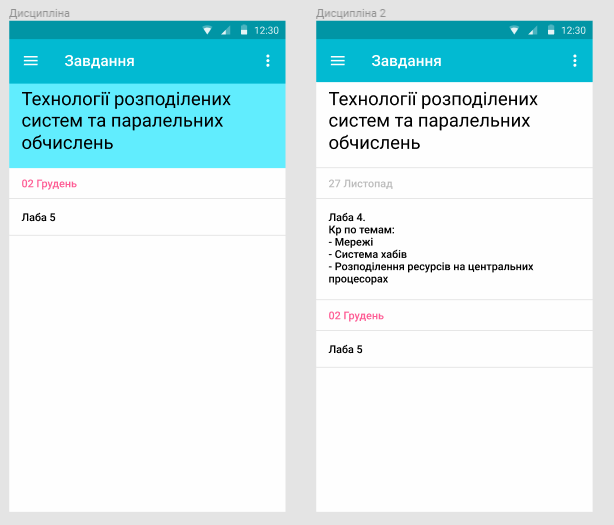 Дисципліна
12:30
Завдання
Технології розподілених
систем та паралельних
обчислень
02 Грудень
Лаба 5
Дисципліна 2
12:30
Завдання
Технології розподілених
систем та паралельних
обчислень
27 Листопад
Лаба 4.
Кр по темам:
- Мережі
- Система хабів
- Розподілення ресурсів на центральних
процесорах
02 Грудень
Лаба 5